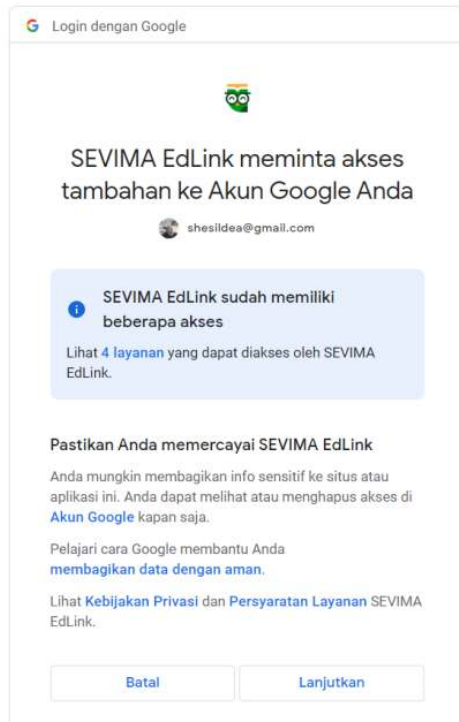 Login dengan Google
SEVIMA EdLink meminta akses
tambahan ke Akun Google Anda
shesildea@gmail.com
SEVIMA EdLink sudah memiliki
beberapa akses
Lihat 4 layanan yang dapat diakses oleh SEVIMA
EdLink.
Pastikan Anda memercayai SEVIMA EdLink
Anda mungkin membagikan info sensitif ke situs atau
aplikasi ini. Anda dapat melihat atau menghapus akses di
Akun Google kapan saja.
Pelajari cara Google membantu Anda
membagikan data dengan aman.
Lihat Kebijakan Privasi dan Persyaratan Layanan SEVIMA
EdLink.
Batal Lanjutkan